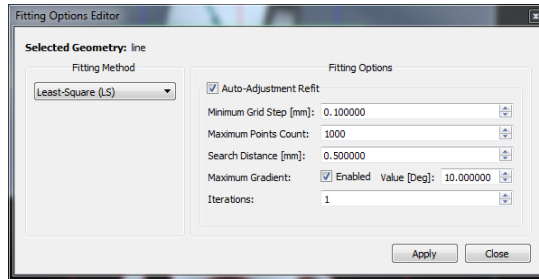 Fitting Options Editor
Selected Geometry: line
Fitting Method
Least-Square (LS)
Fitting Options
Auto-Adjustment Refit
Minimum Grid Step [mm]: 0.100000
Maximum Points Count: 1000
Search Distance [mm]: 0.500000
Maximum Gradient: Enabled Value [Deg]: 10.000000
Iterations: 1
Apply Close